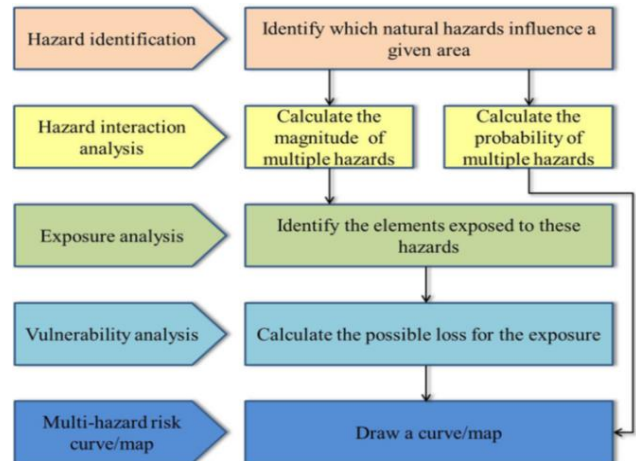 Hazard identification
Identify which natural hazards influence a
given area
Hazard interaction
analysis
Calculate the
magnitude of
multiple hazards
Calculate the
probability of
multiple hazards
Exposure analysis
Identify the elements exposed to these
hazards
Vulnerability analysis
Calculate the possible loss for the exposure
Multi-hazard risk
curve/map
Draw a curve/map